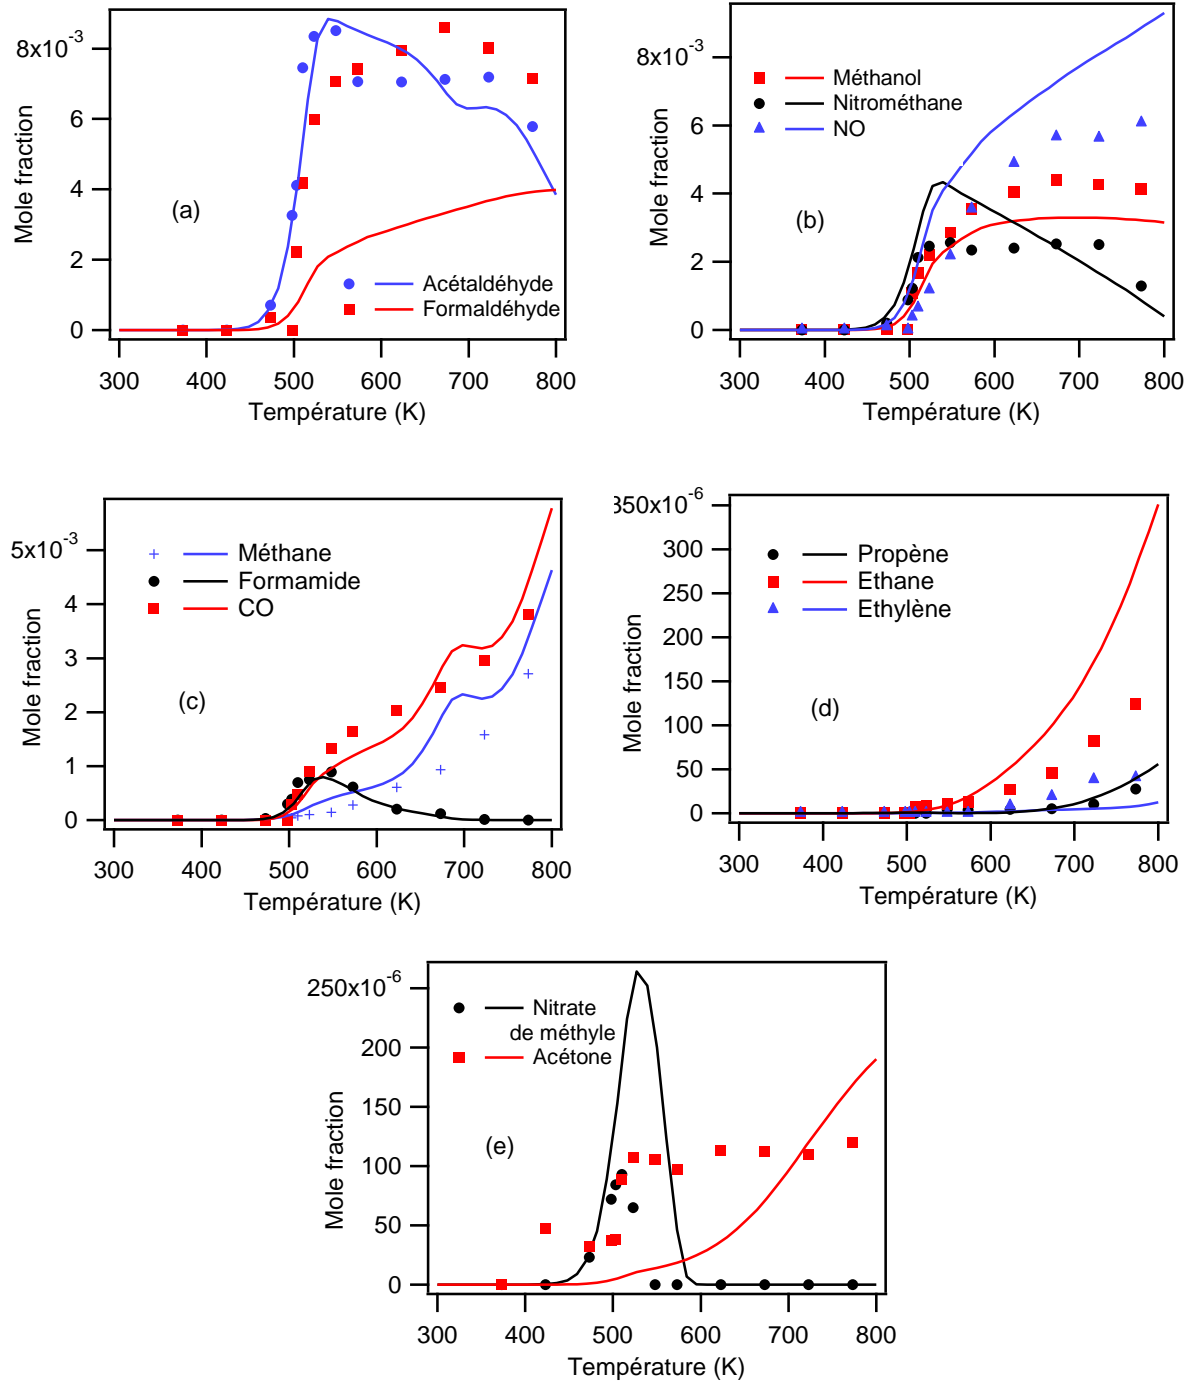 8x10-3
6
4
2
0
Mole fraction
(a)
Acétaldéhyde
Formaldéhyde
300 400 500 600 700 800
Température (K)
8x10-3
6
4
2
0
Mole fraction
Méthanol
Nitrométhane
NO
(b)
300 400 500 600 700 800
Température (K)
5x10-3
4
3
2
1
0
Mole fraction
Méthane
Formamide
CO
(c)
300 400 500 600 700 800
Température (K)
350x10-6
300
250
200
150
100
50
0
Mole fraction
Propène
Ethane
Ethylène
(d)
300 400 500 600 700 800
Température (K)
250x10-6
200
150
100
50
0
Mole fraction
Nitrate
de méthyle
Acétone
(e)
300 400 500 600 700 800
Température (K)